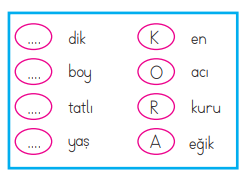 .... dik K en
.... boy O acı
.... tatlı R kuru
.... yaş A eğik